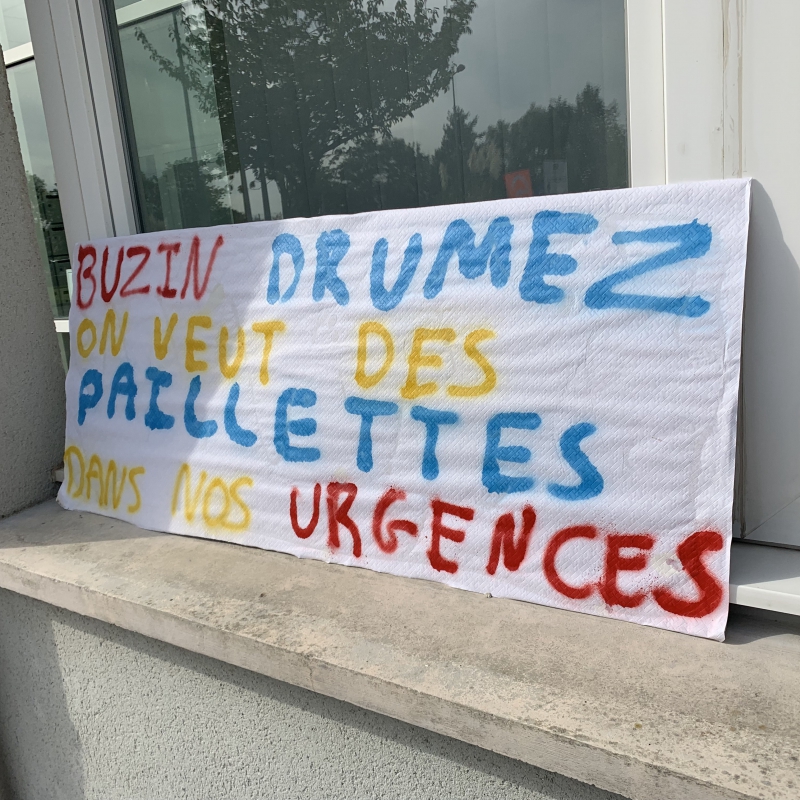 BUZIN DRUMEZ
ON VEUT DES
PAILLETTES
DANS NOS URGENCES